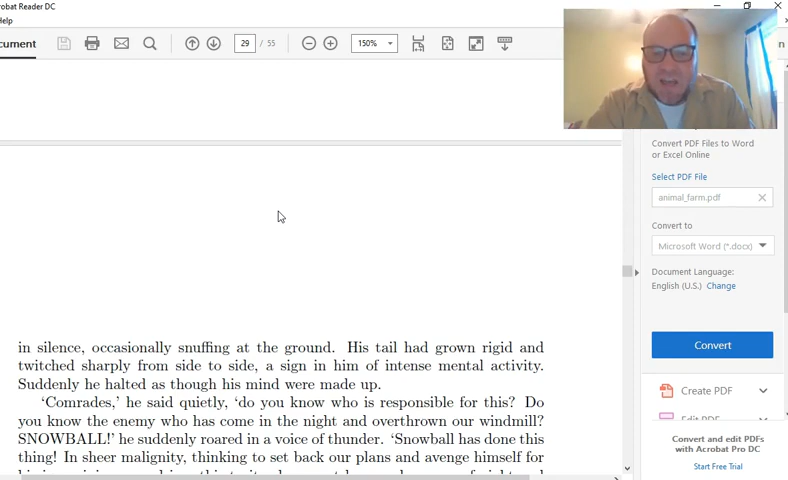 crobat Reader DC
Help
cument
29 / 55
150%
Convert PDF Files to Word
or Excel Online
Select PDF File
animal_farm.pdf
Convert to
Microsoft Word (*.docx)
Document Language:
English (U.S.) Change
Convert
Create PDF
Edit PDF
Convert and edit PDFs
with Acrobat Pro DC
Start Free Trial
in silence, occasionally snuffing at the ground. His tail had grown rigid and
twitched sharply from side to side, a sign in him of intense mental activity.
Suddenly he halted as though his mind were made up.
‘Comrades,’ he said quietly, ‘do you know who is responsible for this? Do
you know the enemy who has come in the night and overthrown our windmill?
SNOWBALL!’ he suddenly roared in a voice of thunder. ‘Snowball has done this
thing! In sheer malignity, thinking to set back our plans and avenge himself for